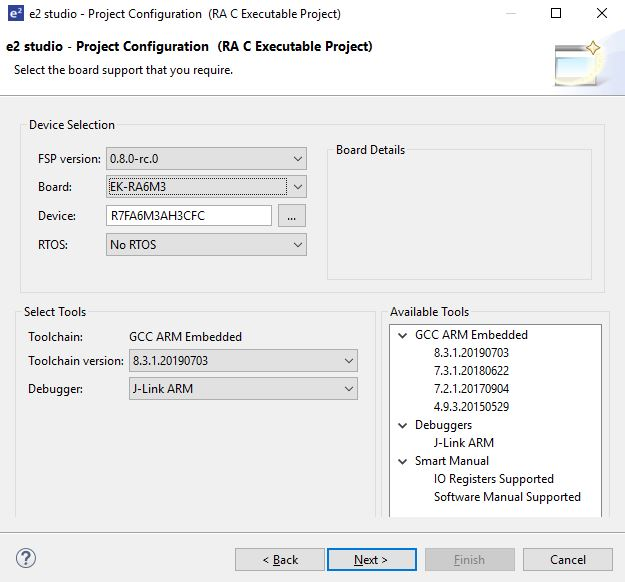 e² e2 studio - Project Configuration (RA C Executable Project)
e2 studio - Project Configuration (RA C Executable Project)
Select the board support that you require.
Device Selection
FSP version: 0.8.0-rc.0
Board: EK-RA6M3
Device: R7FA6M3AH3CFC ...
RTOS: No RTOS
Board Details
Select Tools
Toolchain: GCC ARM Embedded
Toolchain version: 8.3.1.20190703
Debugger: J-Link ARM
Available Tools
GCC ARM Embedded
8.3.1.20190703
7.3.1.20180622
7.2.1.20170904
4.9.3.20150529
Debuggers
J-Link ARM
Smart Manual
IO Registers Supported
Software Manual Supported
? < Back Next > Finish Cancel